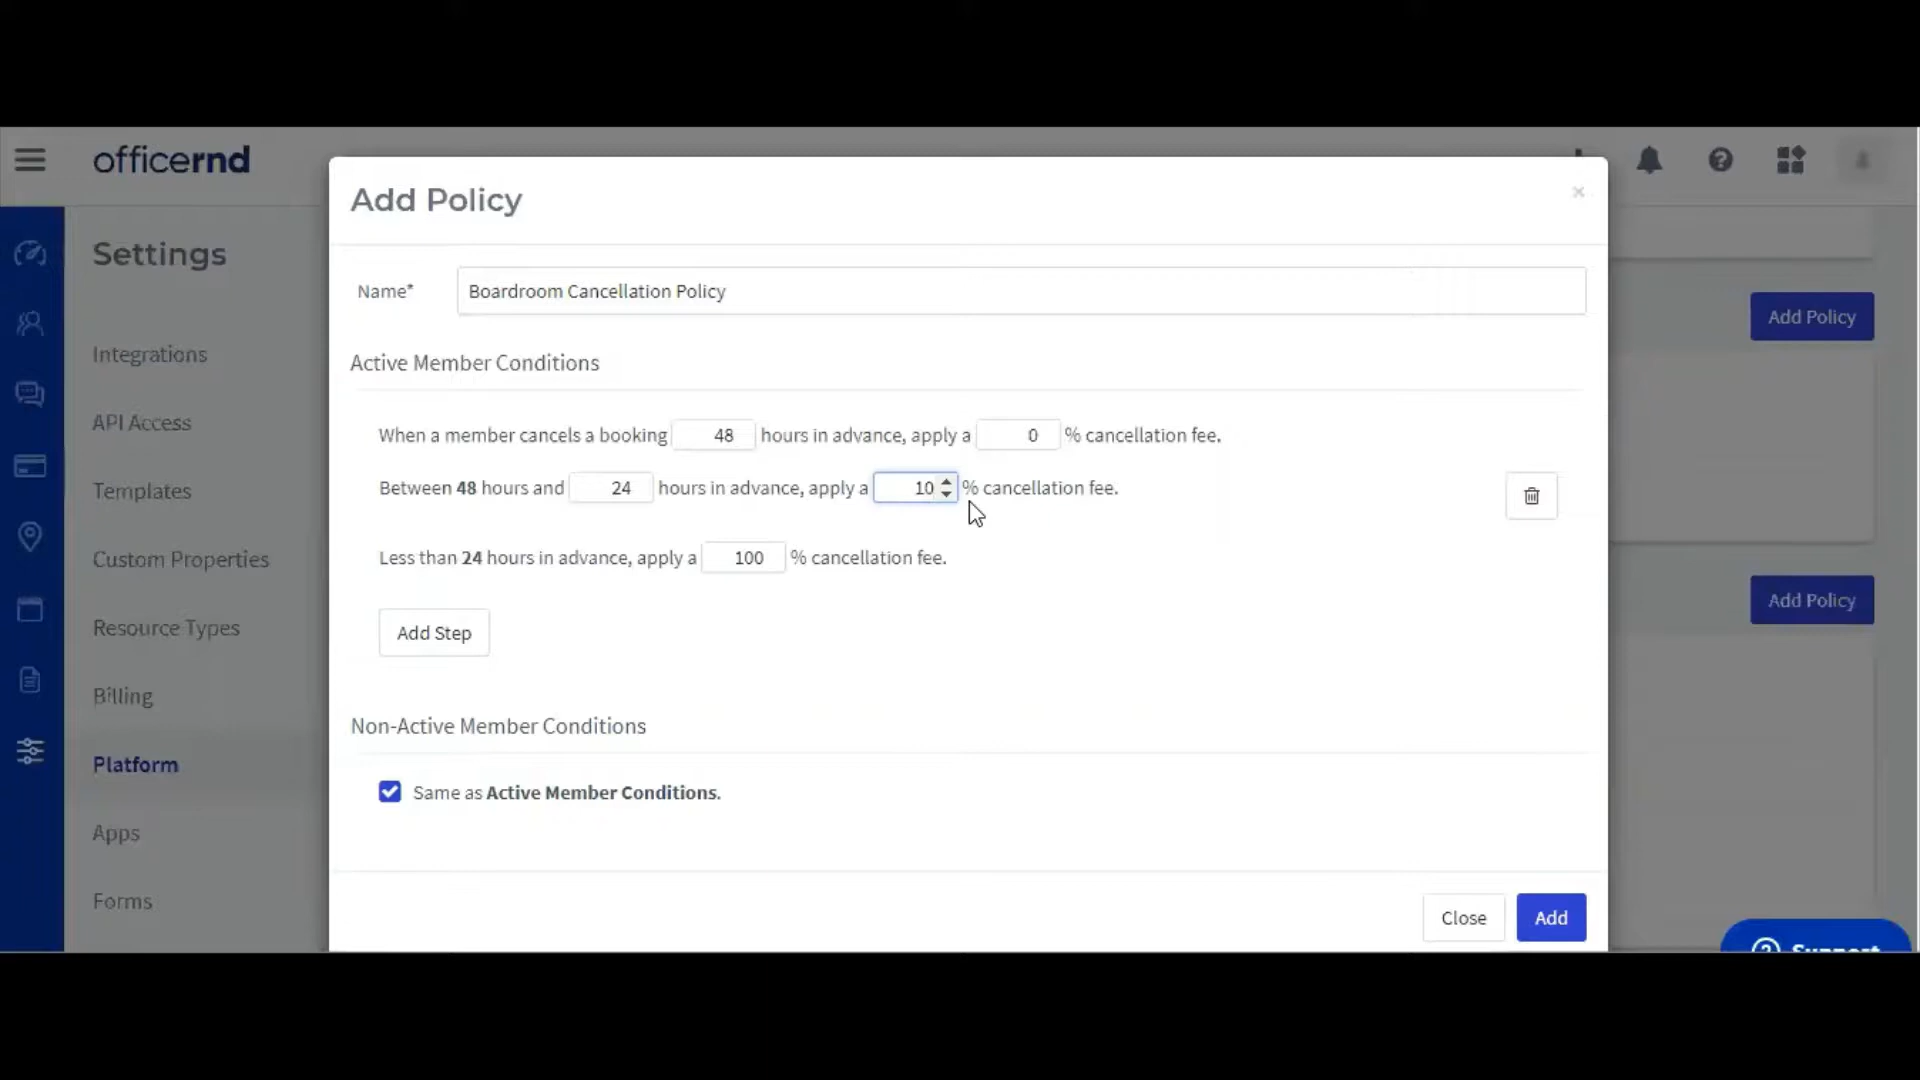 officernd
Add Policy
×
Settings
Name*
Boardroom Cancellation Policy
Add Policy
Integrations
Active Member Conditions
API Access
When a member cancels a booking 48 hours in advance, apply a 0 % cancellation fee.
Templates
Between 48 hours and 24 hours in advance, apply a 10 % cancellation fee.
Custom Properties
Less than 24 hours in advance, apply a 100 % cancellation fee.
Add Policy
Resource Types
Add Step
Billing
Non-Active Member Conditions
Platform
Same as Active Member Conditions.
Apps
Forms
Close
Add
Support